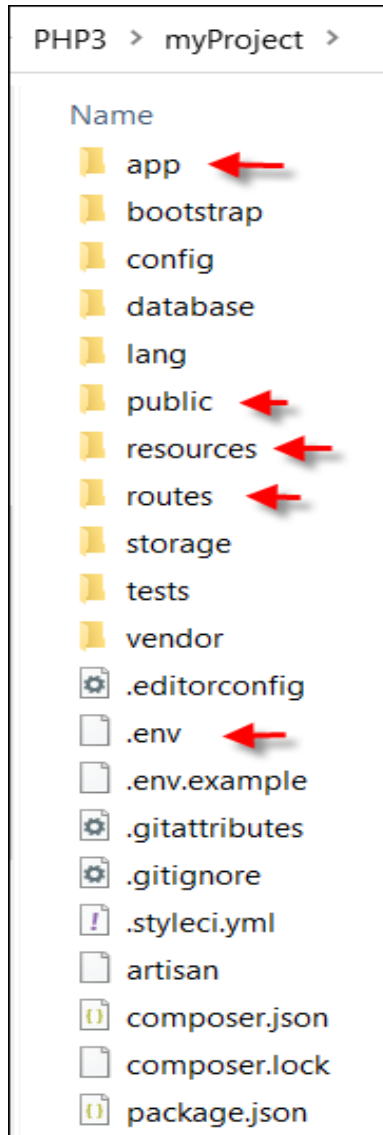 PHP3 > myProject >
Name
app
bootstrap
config
database
lang
public
resources
routes
storage
tests
vendor
.editorconfig
.env
.env.example
.gitattributes
.gitignore
.styleci.yml
artisan
composer.json
composer.lock
package.json